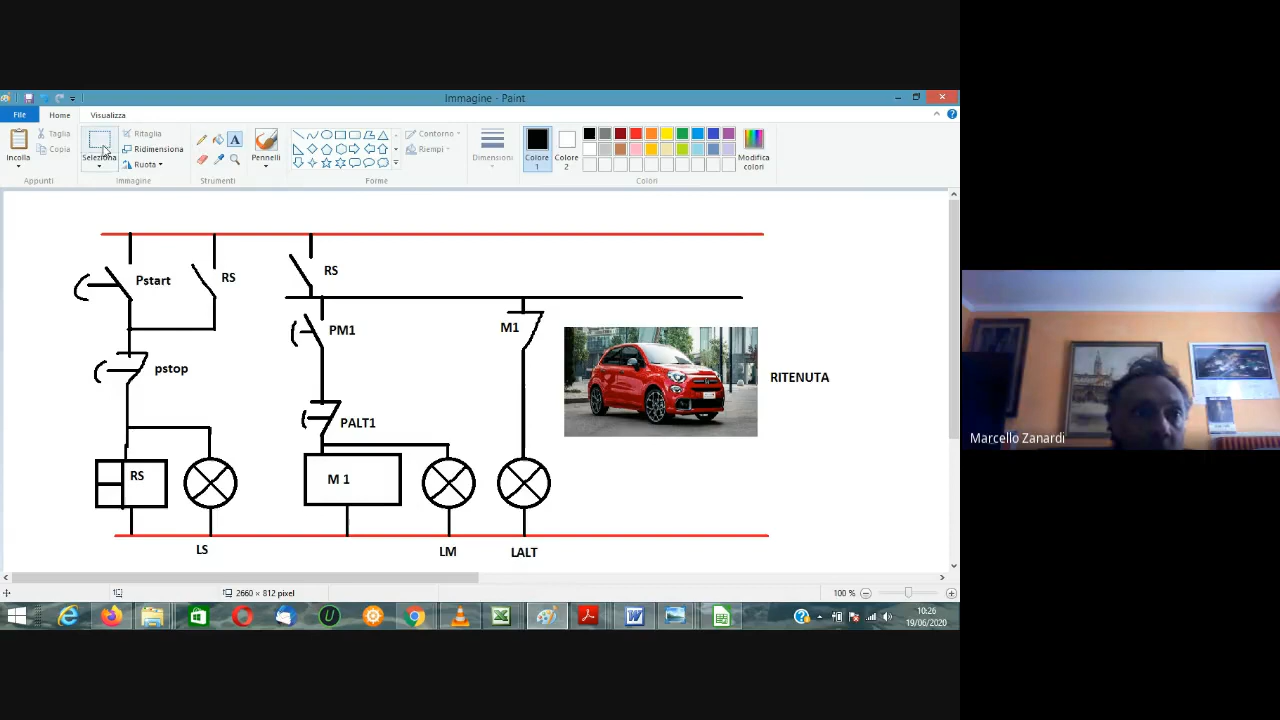 Immagine - Paint
File
Home
Visualizza
Incolla
Taglia
Copia
Appunti
Seleziona
Ritaglia
Ridimensiona
Ruota
Immagine
A
Strumenti
Pennelli
Contorno
Riempi
Forme
Dimensioni
Colore 1
Colore 2
Modifica colori
Colori
Pstart
RS
RS
PM1
M1
pstop
PALT1
RITENUTA
RS
M 1
LS
LM
LALT
Marcello Zanardi
2660 × 812 pixel
100 %
10:26
19/06/2020